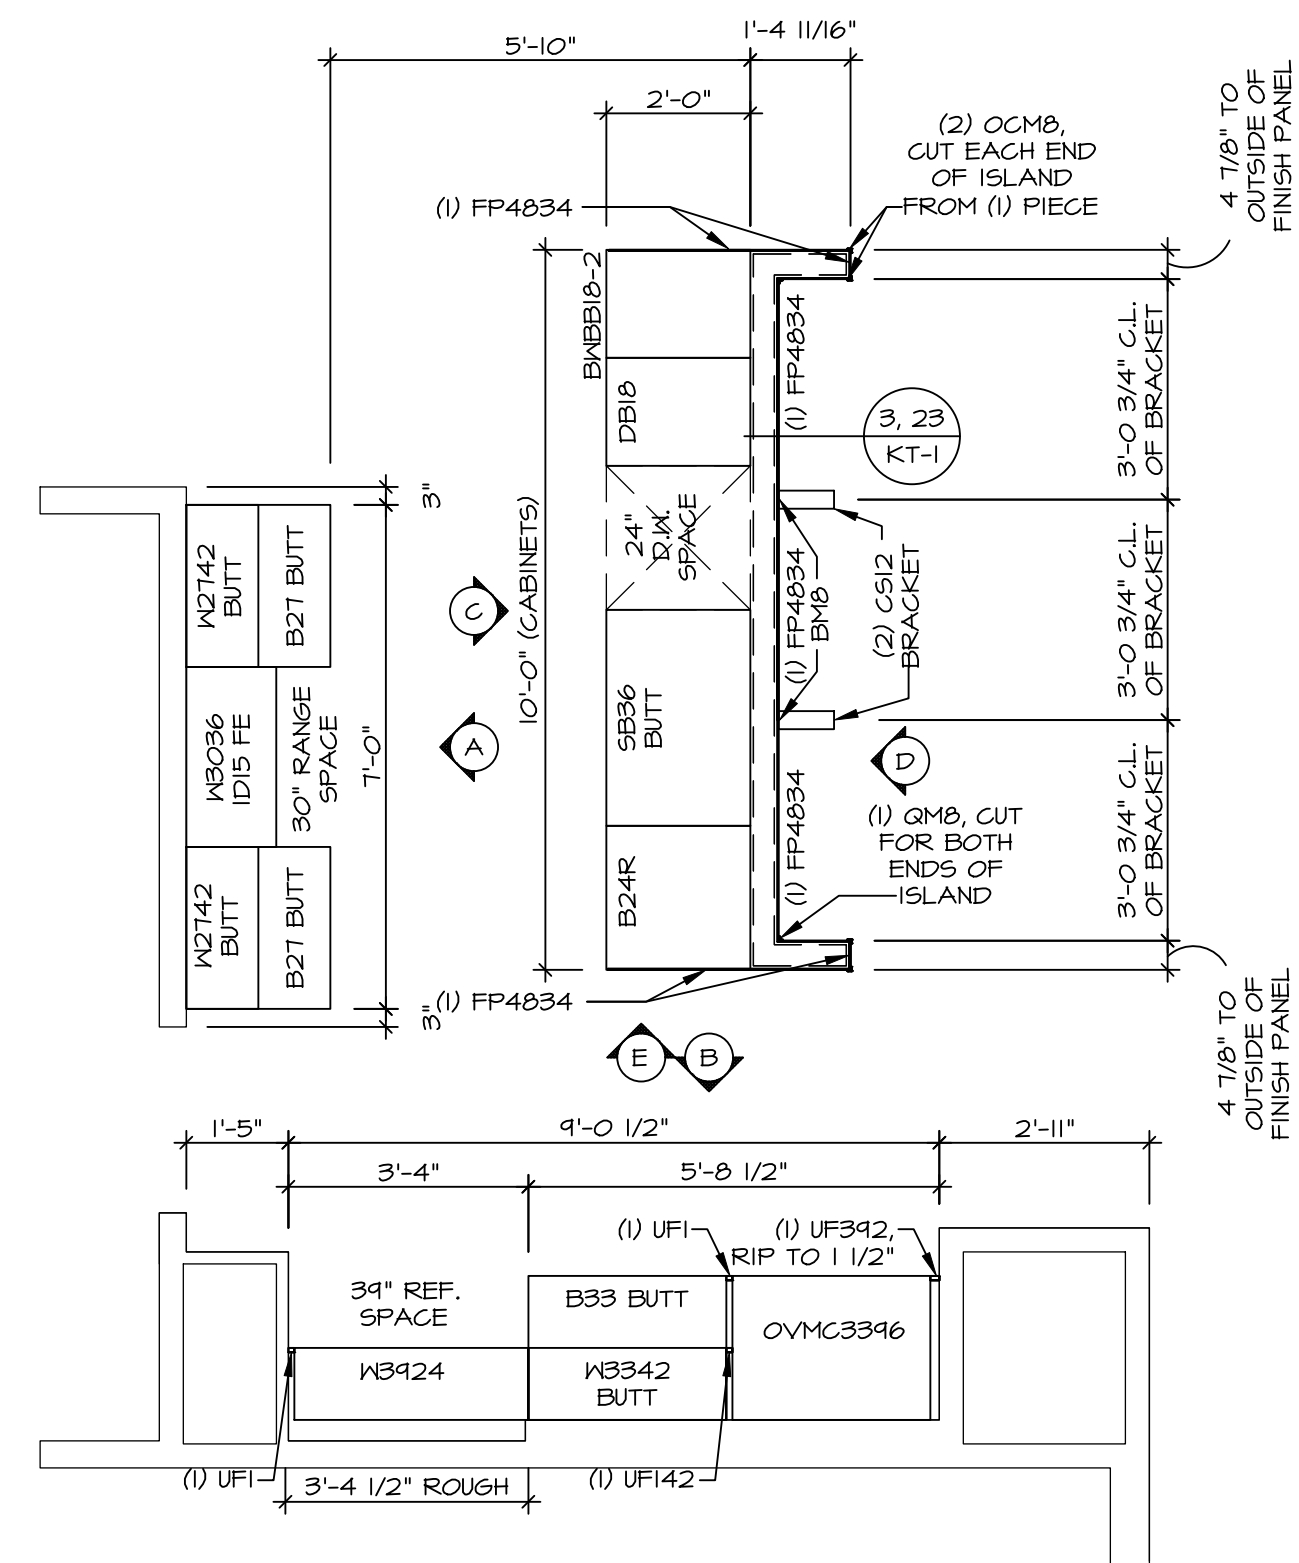 1'-4 11/16"
5'-10"
2'-0"
(2) OCM8,
CUT EACH END
OF ISLAND
FROM (1) PIECE
4 7/8" TO
OUTSIDE OF
FINISH PANEL
(1) FP4834
BWBB18-2
DB18
24"
D.W.
SPACE
SB36
BUTT
B24R
10'-0" (CABINETS)
(1) FP4834
3, 23
KT-1
(1) FP4834
BM8
(2) CS12
BRACKET
(1) FP4834
3'-0 3/4" C.L.
OF BRACKET
3'-0 3/4" C.L.
OF BRACKET
3'-0 3/4" C.L.
OF BRACKET
D
(1) QM8, CUT
FOR BOTH
ENDS OF
ISLAND
3"
W2742
BUTT
B27 BUTT
W3036
1D15 FE
30" RANGE
SPACE
7'-0"
W2742
BUTT
B27 BUTT
3"
C
A
(1) FP4834
E
B
4 7/8" TO
OUTSIDE OF
FINISH PANEL
1'-5"
9'-0 1/2"
2'-11"
3'-4"
5'-8 1/2"
(1) UF1
(1) UF392,
RIP TO 1 1/2"
39" REF.
SPACE
B33 BUTT
OVMC3396
W3924
W3342
BUTT
(1) UF1
3'-4 1/2" ROUGH
(1) UF142